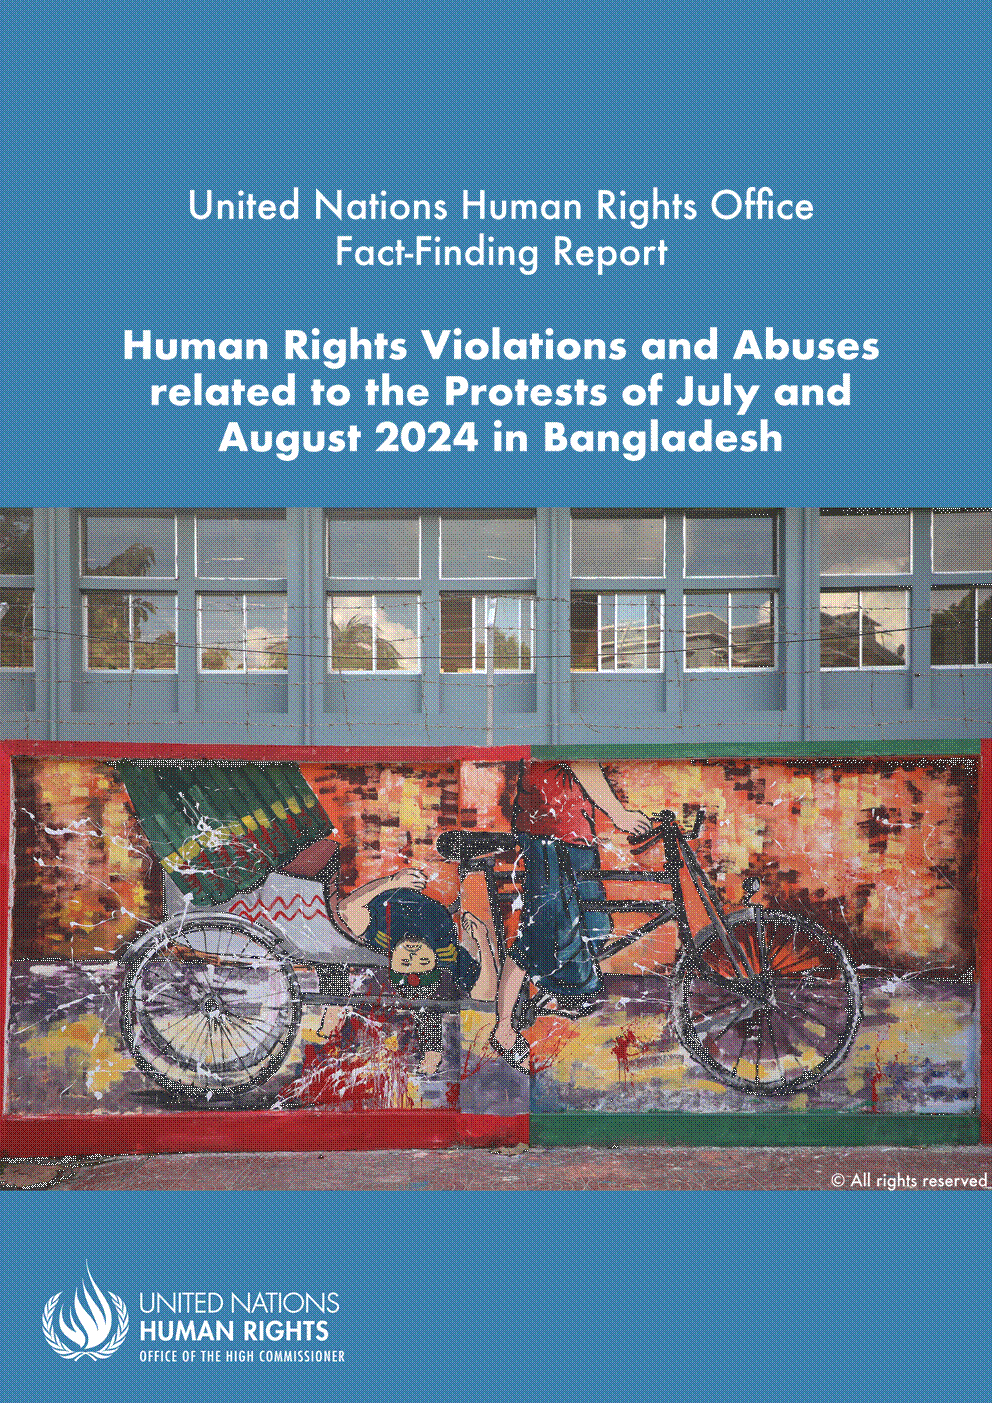 United Nations Human Rights Office
Fact-Finding Report
Human Rights Violations and Abuses
related to the Protests of July and
August 2024 in Bangladesh
© All rights reserved
UNITED NATIONS
HUMAN RIGHTS
OFFICE OF THE HIGH COMMISSIONER